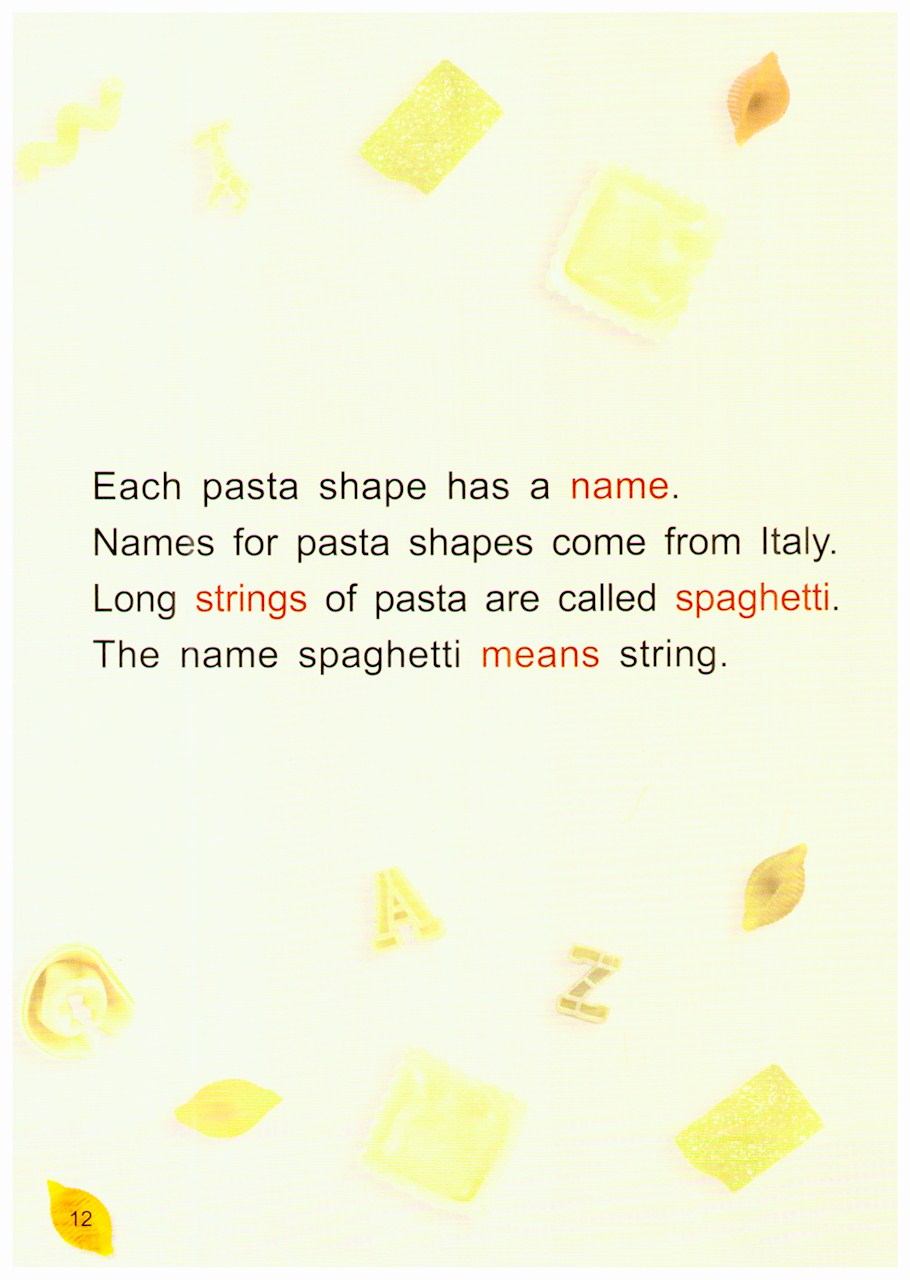 Each pasta shape has a name.
Names for pasta shapes come from Italy.
Long strings of pasta are called spaghetti.
The name spaghetti means string.
A
Z
12